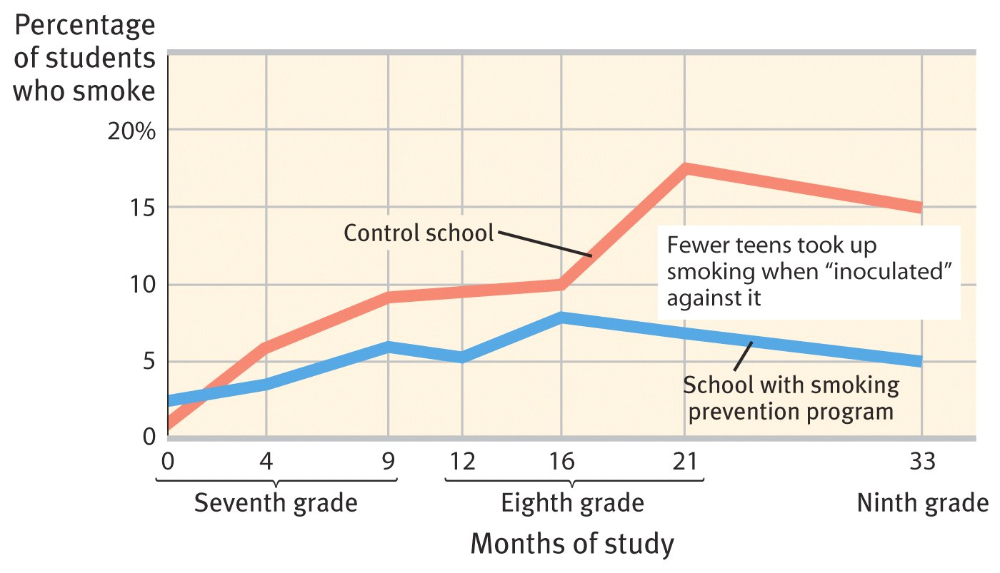 Percentage
of students
who smoke
20%
15
10
5
0
Control school
Fewer teens took up
smoking when “inoculated”
against it
School with smoking
prevention program
0 4 9 12 16 21 33
Seventh grade Eighth grade Ninth grade
Months of study